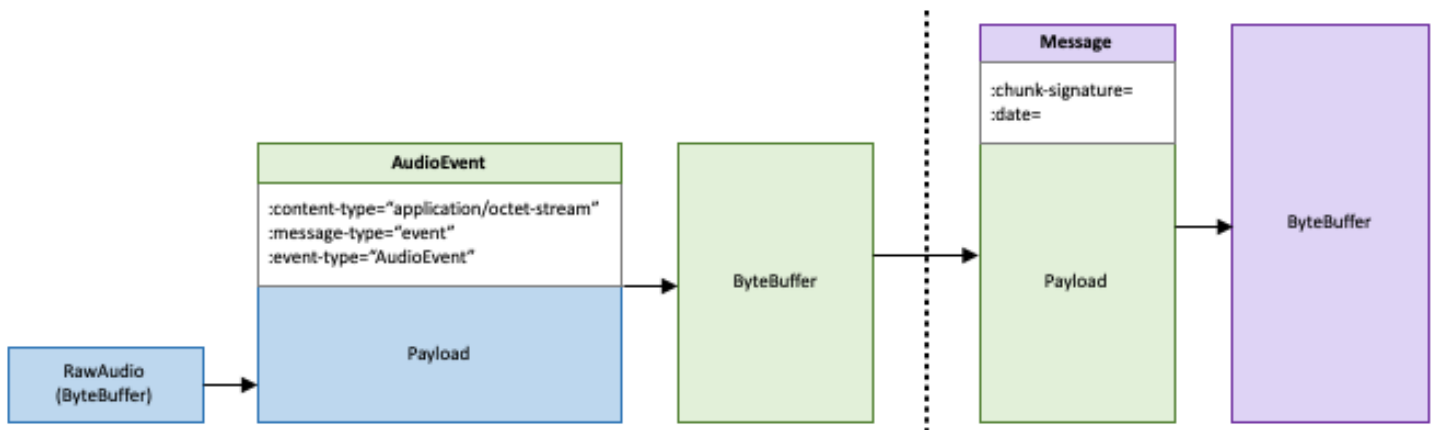 RawAudio
(ByteBuffer)
AudioEvent
:content-type=“application/octet-stream”
:message-type=“event”
:event-type=“AudioEvent”
Payload
ByteBuffer
Message
:chunk-signature=
:date=
Payload
ByteBuffer